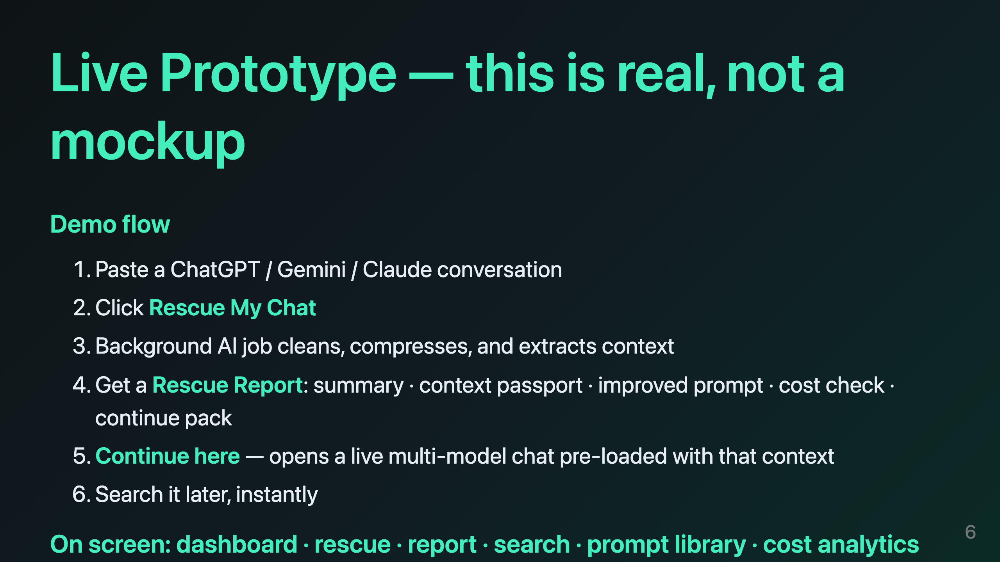 Live Prototype — this is real, not a
mockup
Demo flow
1. Paste a ChatGPT / Gemini / Claude conversation
2. Click Rescue My Chat
3. Background AI job cleans, compresses, and extracts context
4. Get a Rescue Report: summary · context passport · improved prompt · cost check ·
continue pack
5. Continue here — opens a live multi-model chat pre-loaded with that context
6. Search it later, instantly
On screen: dashboard · rescue · report · search · prompt library · cost analytics
6